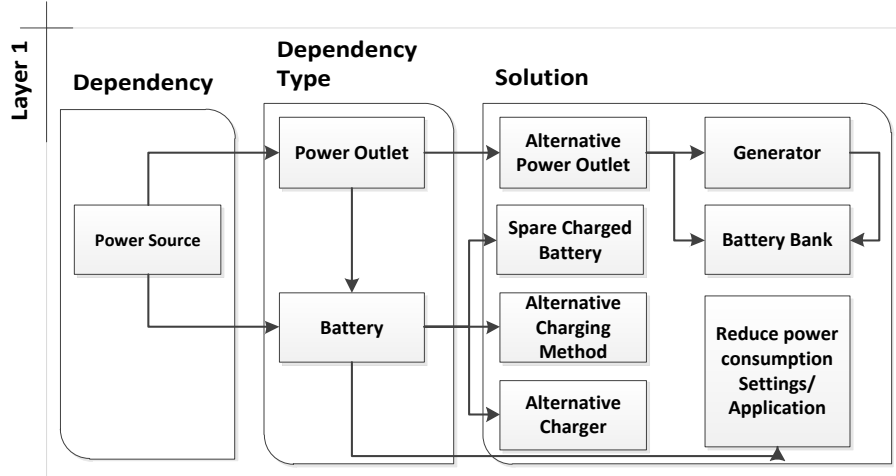 Layer 1
Dependency
Dependency
Type
Solution
Power Source
Power Outlet
Battery
Alternative
Power Outlet
Generator
Spare Charged
Battery
Battery Bank
Alternative
Charging
Method
Alternative
Charger
Reduce power
consumption
Settings/
Application